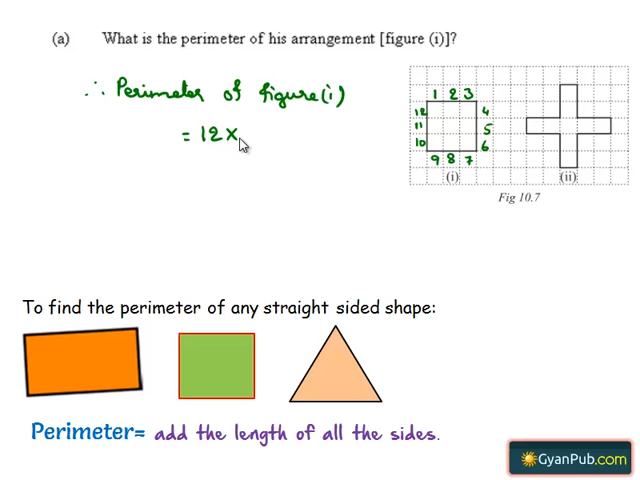 (a) What is the perimeter of his arrangement [figure (i)]?
∴ Perimeter of figure(i)
= 12 x
1 2 3
12 4
11 5
10 6
9 8 7
(i) (ii)
Fig 10.7
To find the perimeter of any straight sided shape:
Perimeter= add the length of all the sides.
GyanPub.com